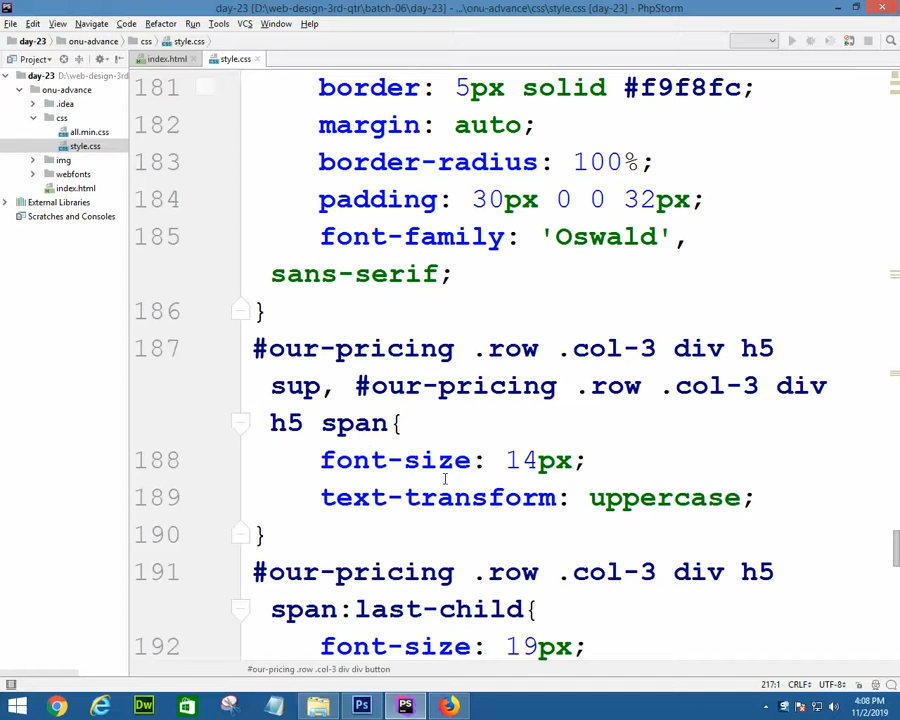 day-23 [D:\web-design-3rd-qtr\batch-06\day-23] - ...\onu-advance\css\style.css [day-23] - PhpStorm
File Edit View Navigate Code Refactor Run Tools VCS Window Help
day-23 onu-advance css style.css
Project index.html style.css
day-23 D:\web-design-3rd
onu-advance
.idea
css
all.min.css
style.css
img
webfonts
index.html
External Libraries
Scratches and Consoles
181 border: 5px solid #f9f8fc;
182 margin: auto;
183 border-radius: 100%;
184 padding: 30px 0 0 32px;
185 font-family: 'Oswald',
sans-serif;
186 }
187 #our-pricing .row .col-3 div h5
sup, #our-pricing .row .col-3 div
h5 span{
188 font-size: 14px;
189 text-transform: uppercase;
190 }
191 #our-pricing .row .col-3 div h5
span:last-child{
192 font-size: 19px;
#our-pricing .row .col-3 div div button
217:1 CRLF÷ UTF-8÷
Dw Ps PS
4:08 PM
11/2/2019